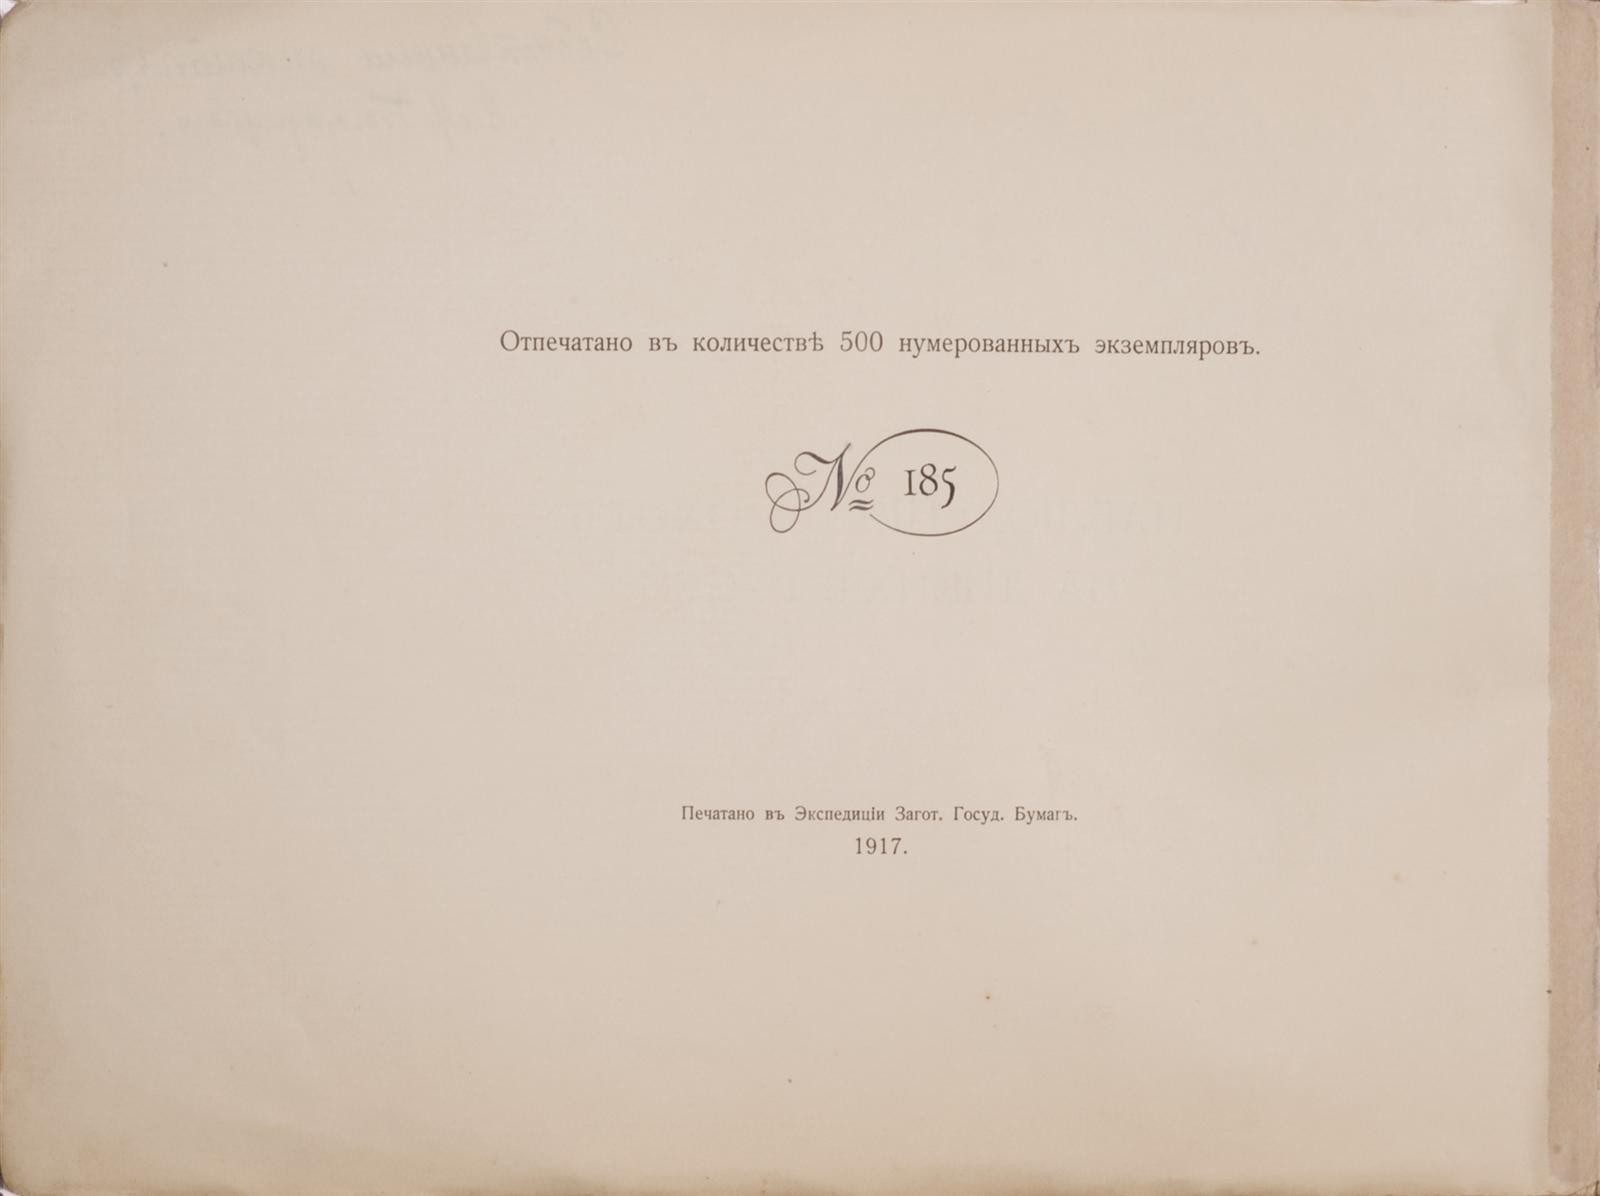 Отпечатано въ количествѣ 500 нумерованныхъ экземпляровъ.
№ 185
Печатано въ Экспедиціи Загот. Госуд. Бумагъ.
1917.